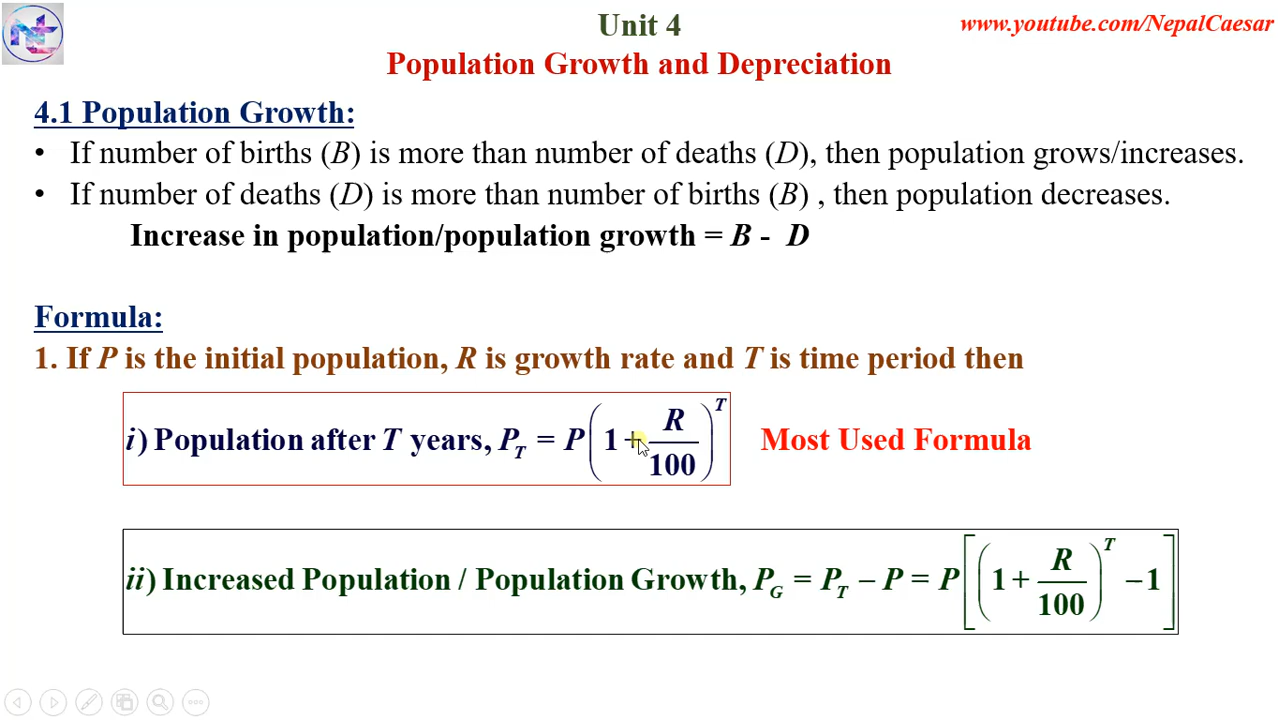 Unit 4
www.youtube.com/NepalCaesar
Population Growth and Depreciation
4.1 Population Growth:
• If number of births (B) is more than number of deaths (D), then population grows/increases.
• If number of deaths (D) is more than number of births (B) , then population decreases.
Increase in population/population growth = B - D
Formula:
1. If P is the initial population, R is growth rate and T is time period then
i) Population after T years, P_T = P(1 + R/100)^T Most Used Formula
ii) Increased Population / Population Growth, P_G = P_T – P = P[(1 + R/100)^T – 1]